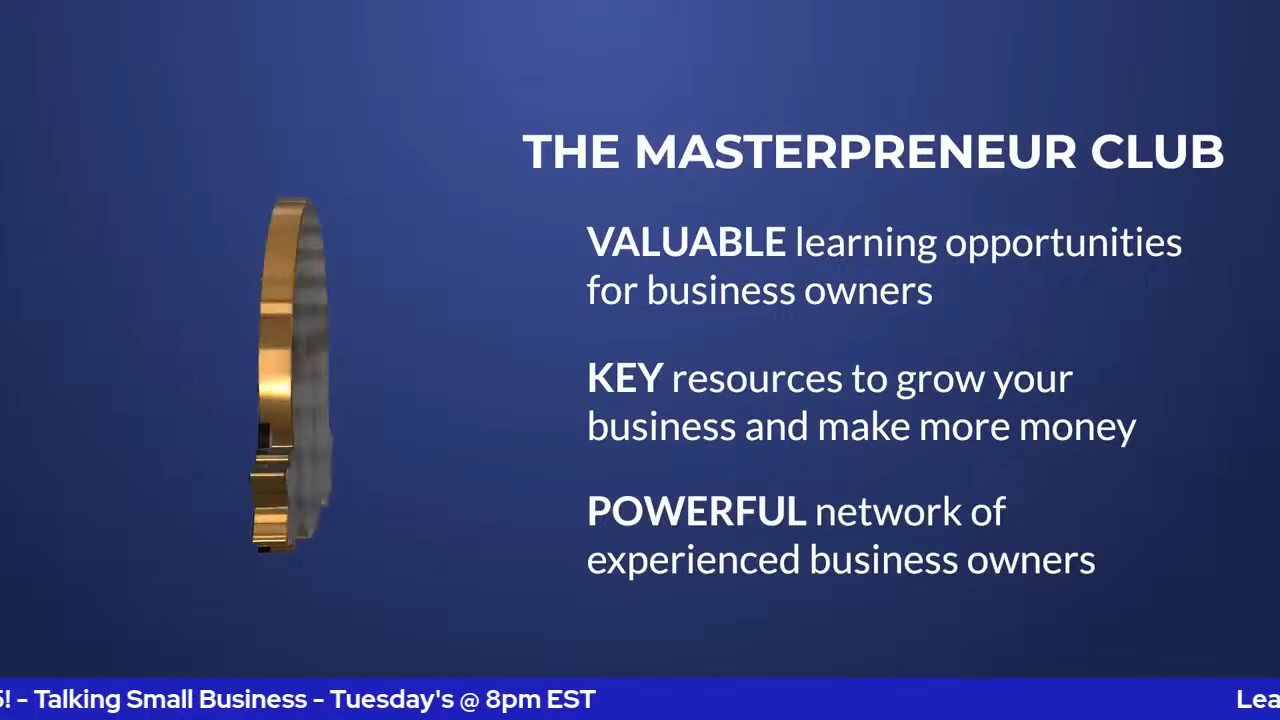 THE MASTERPRENEUR CLUB
VALUABLE learning opportunities
for business owners
KEY resources to grow your
business and make more money
POWERFUL network of
experienced business owners
! - Talking Small Business - Tuesday's @ 8pm EST